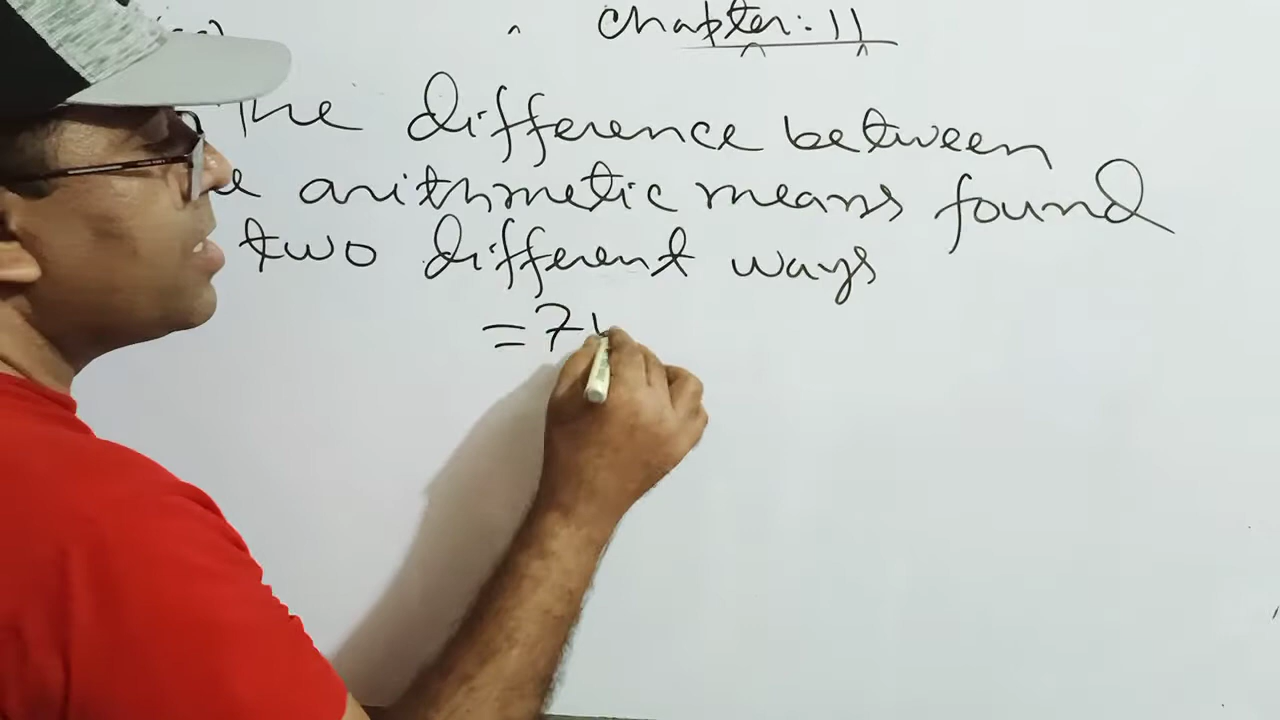 Chapter: 11
The difference between
arithmetic means found
two different ways
= 7